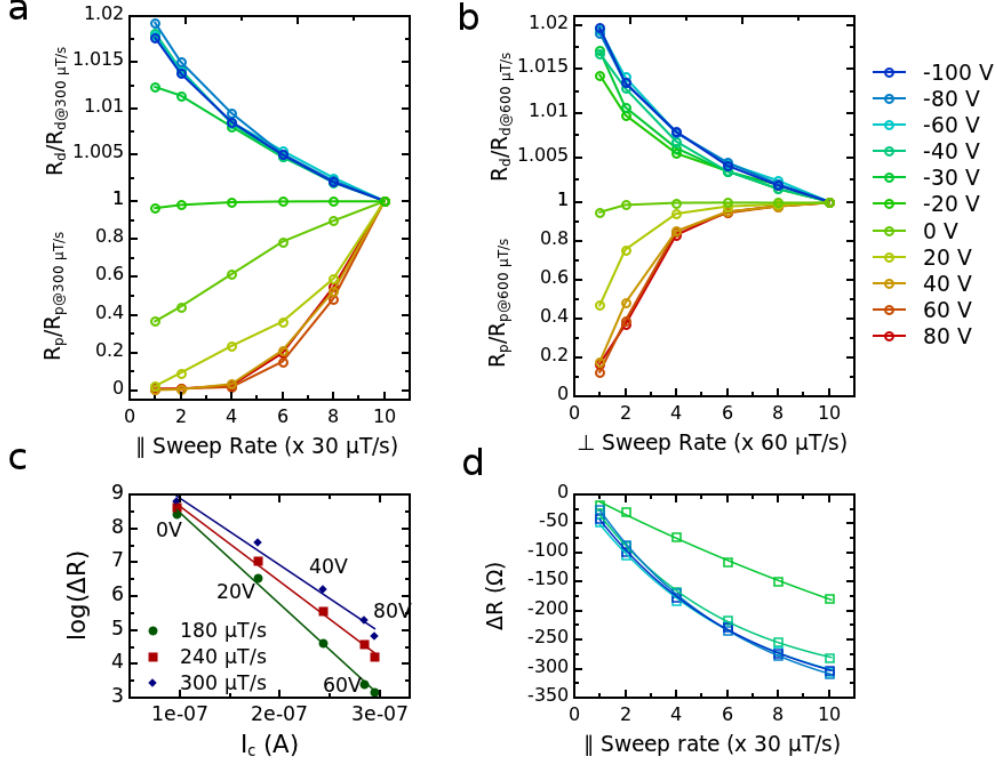 a
b
1.02
1.015
1.01
1.005
1
0.8
0.6
0.4
0.2
0
R_d/R_d@300 µT/s
R_p/R_p@300 µT/s
0 2 4 6 8 10
∥ Sweep Rate (x 30 µT/s)
1.02
1.015
1.01
1.005
1
0.8
0.6
0.4
0.2
0
R_d/R_d@600 µT/s
R_p/R_p@600 µT/s
0 2 4 6 8 10
⊥ Sweep Rate (x 60 µT/s)
-100 V
-80 V
-60 V
-40 V
-30 V
-20 V
0 V
20 V
40 V
60 V
80 V
c
d
9
8
7
6
5
4
3
log(ΔR)
0V
20V
40V
80V
60V
180 µT/s
240 µT/s
300 µT/s
1e-07 2e-07 3e-07
I_c (A)
0
-50
-100
-150
-200
-250
-300
-350
ΔR (Ω)
0 2 4 6 8 10
∥ Sweep rate (x 30 µT/s)